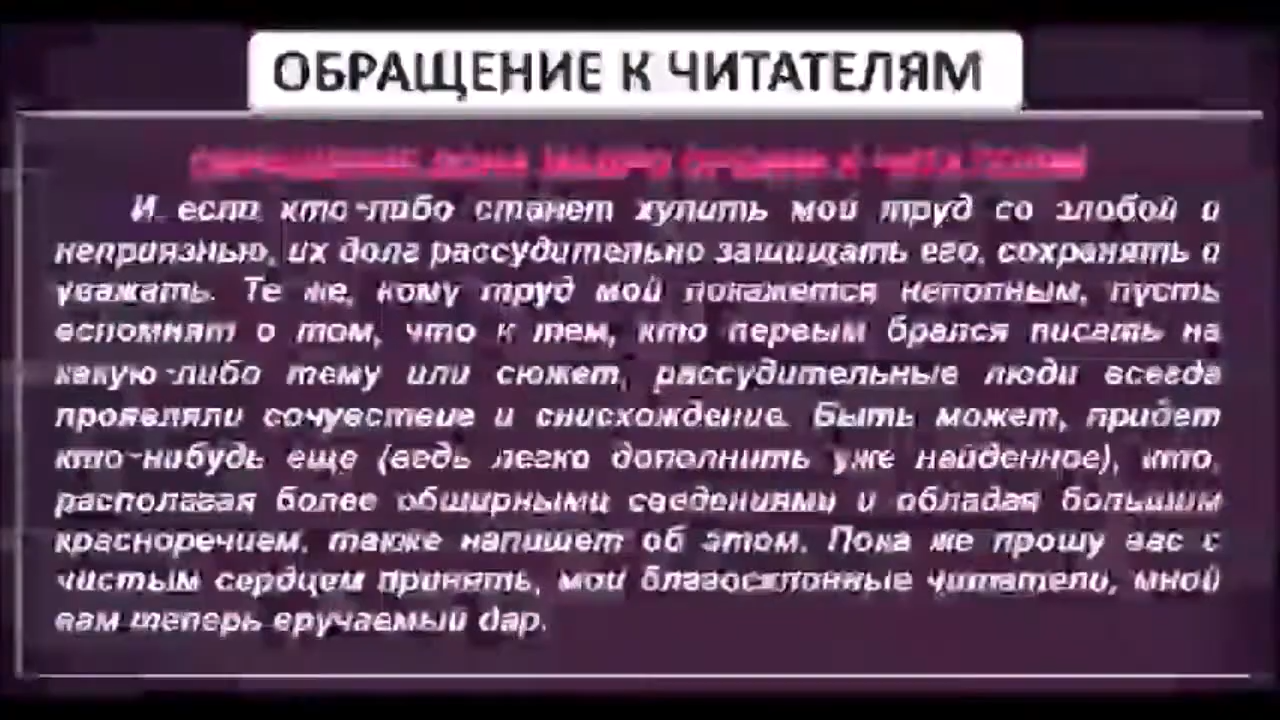 ОБРАЩЕНИЕ К ЧИТАТЕЛЯМ
К ЧИТАТЕЛЯМ
И если кто-либо станет хулить мой труд со злобой и
неприязнью, их долг рассудительно защищать его, сохранять и
уважать. Те же, кому труд мой покажется неполным, пусть
вспомнят о том, что к тем, кто первым брался писать на
какую-либо тему или сюжет, рассудительные люди всегда
проявляли сочувствие и снисхождение. Быть может, придет
кто-нибудь еще (ведь легко дополнить уже найденное), кто,
располагая более обширными сведениями и обладая большим
красноречием, также напишет об этом. Пока же прошу вас с
чистым сердцем принять, мои благосклонные читатели, мной
вам теперь вручаемый дар.